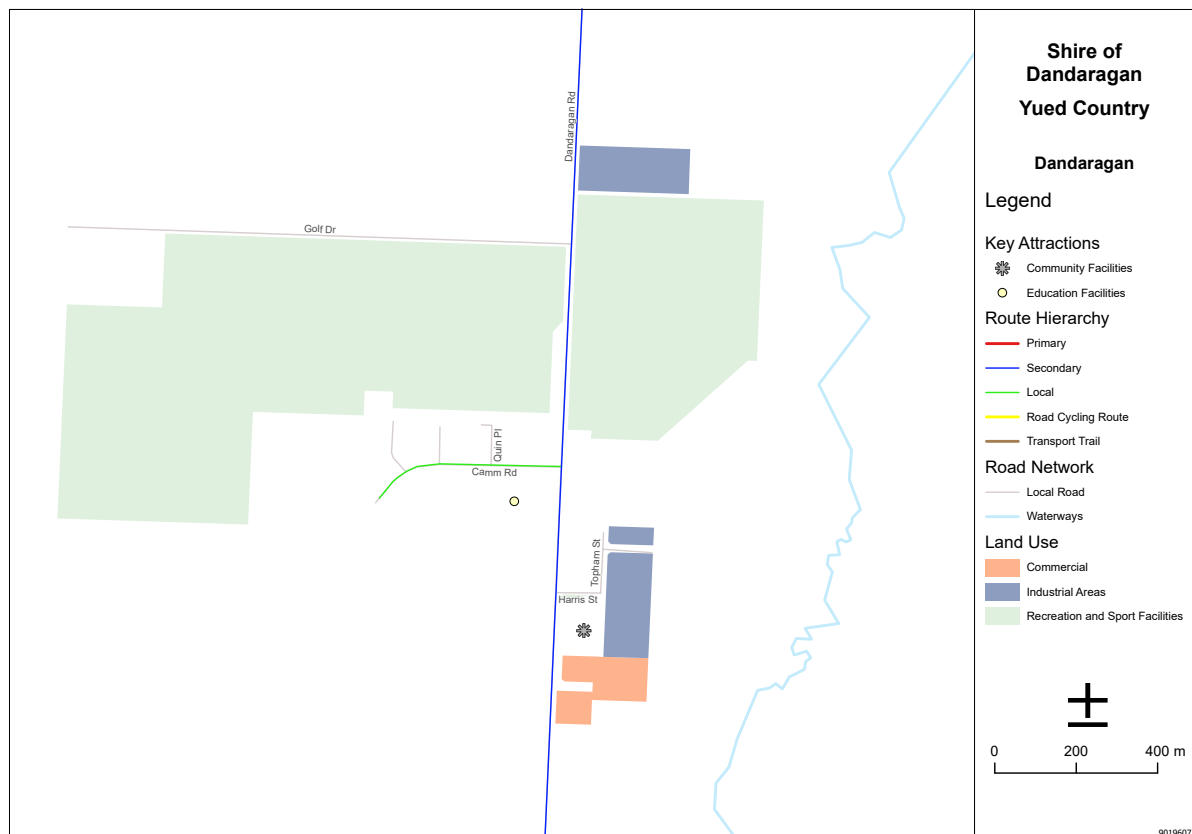 Shire of
Dandaragan
Yued Country
Dandaragan
Legend
Key Attractions
Community Facilities
Education Facilities
Route Hierarchy
Primary
Secondary
Local
Road Cycling Route
Transport Trail
Road Network
Local Road
Waterways
Land Use
Commercial
Industrial Areas
Recreation and Sport Facilities
0 200 400 m
9019607
Dandaragan Rd
Golf Dr
Quin Pl
Camm Rd
Topham St
Harris St